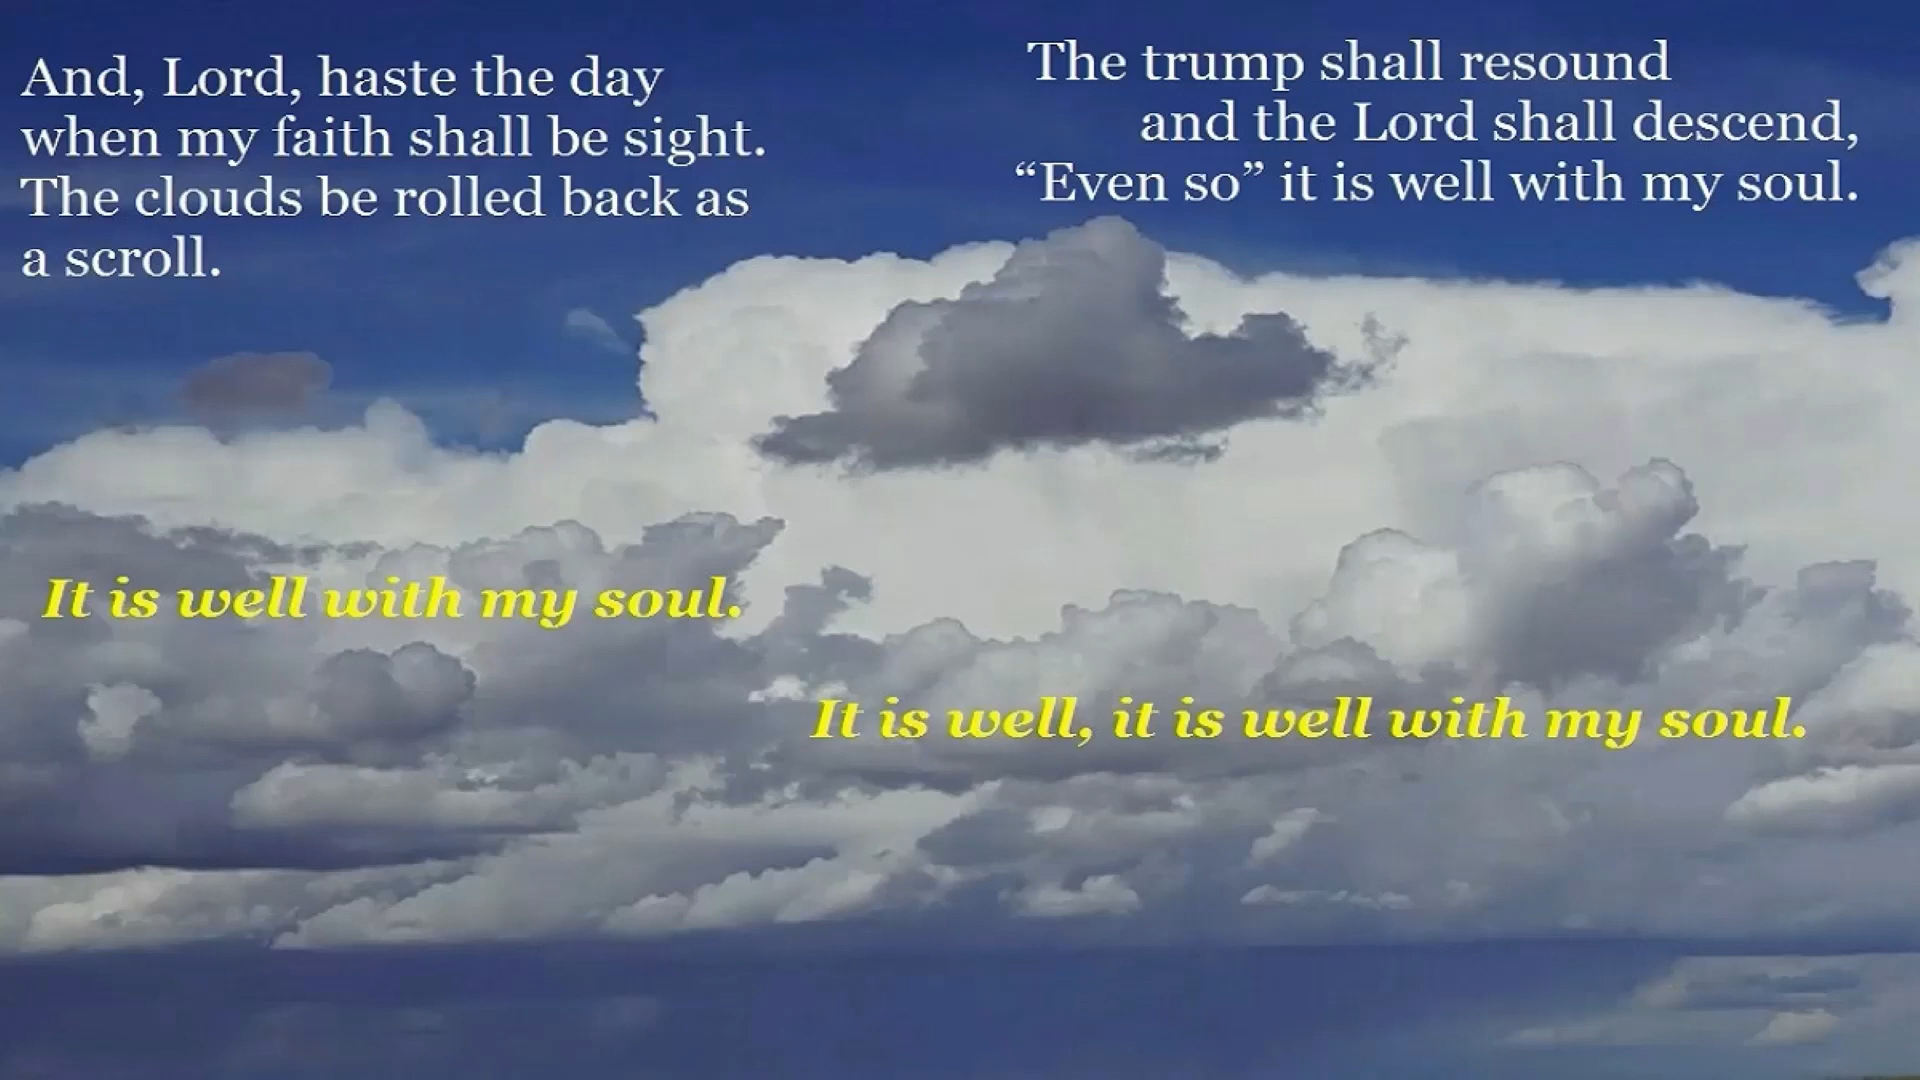 And, Lord, haste the day
when my faith shall be sight.
The clouds be rolled back as
a scroll.
The trump shall resound
and the Lord shall descend,
“Even so” it is well with my soul.
It is well with my soul.
It is well, it is well with my soul.